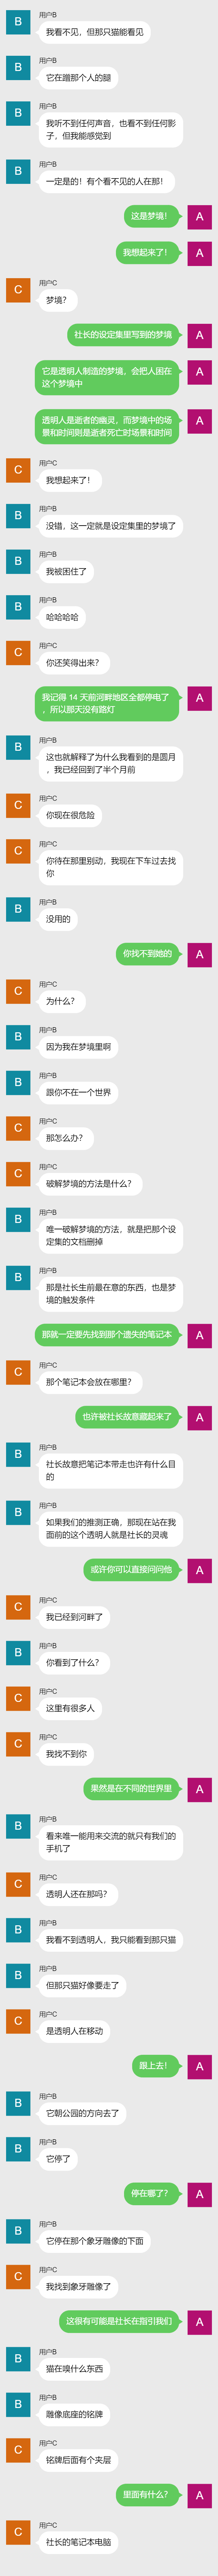 用户B
B
我看不见，但那只猫能看见
用户B
B
它在蹭那个人的腿
用户B
B
我听不到任何声音，也看不到任何影
子，但我能感觉到
用户B
B
一定是的！有个看不见的人在那！
这是梦境！
A
我想起来了！
A
用户C
C
梦境？
社长的设定集里写到的梦境
A
它是透明人制造的梦境，会把人困在
这个梦境中
A
透明人是逝者的幽灵，而梦境中的场
景和时间则是逝者死亡时场景和时间
A
用户C
C
我想起来了！
用户B
B
没错，这一定就是设定集里的梦境了
用户B
B
我被困住了
用户B
B
哈哈哈哈
用户C
C
你还笑得出来？
我记得 14 天前河畔地区全都停电了
，所以那天没有路灯
A
用户B
B
这也就解释了为什么我看到的是圆月
，我已经回到了半个月前
用户C
C
你现在很危险
用户C
C
你待在那里别动，我现在下车过去找
你
用户B
B
没用的
你找不到她的
A
用户C
C
为什么？
用户B
B
因为我在梦境里啊
用户B
B
跟你不在一个世界
用户C
C
那怎么办？
用户C
C
破解梦境的方法是什么？
用户B
B
唯一破解梦境的方法，就是把那个设
定集的文档删掉
用户B
B
那是社长生前最在意的东西，也是梦
境的触发条件
那就一定要先找到那个遗失的笔记本
A
用户C
C
那个笔记本会放在哪里？
也许被社长故意藏起来了
A
用户B
B
社长故意把笔记本带走也许有什么目
的
用户B
B
如果我们的推测正确，那现在站在我
面前的这个透明人就是社长的灵魂
或许你可以直接问问他
A
用户C
C
我已经到河畔了
用户B
B
你看到了什么？
用户C
C
这里有很多人
用户C
C
我找不到你
果然是在不同的世界里
A
用户B
B
看来唯一能用来交流的就只有我们的
手机了
用户C
C
透明人还在那吗？
用户B
B
我看不到透明人，我只能看到那只猫
用户B
B
但那只猫好像要走了
用户C
C
是透明人在移动
跟上去！
A
用户B
B
它朝公园的方向去了
用户B
B
它停了
停在哪了？
A
用户B
B
它停在那个象牙雕像的下面
用户C
C
我找到象牙雕像了
这很有可能是社长在指引我们
A
用户B
B
猫在嗅什么东西
用户B
B
雕像底座的铭牌
用户C
C
铭牌后面有个夹层
里面有什么？
A
用户C
C
社长的笔记本电脑